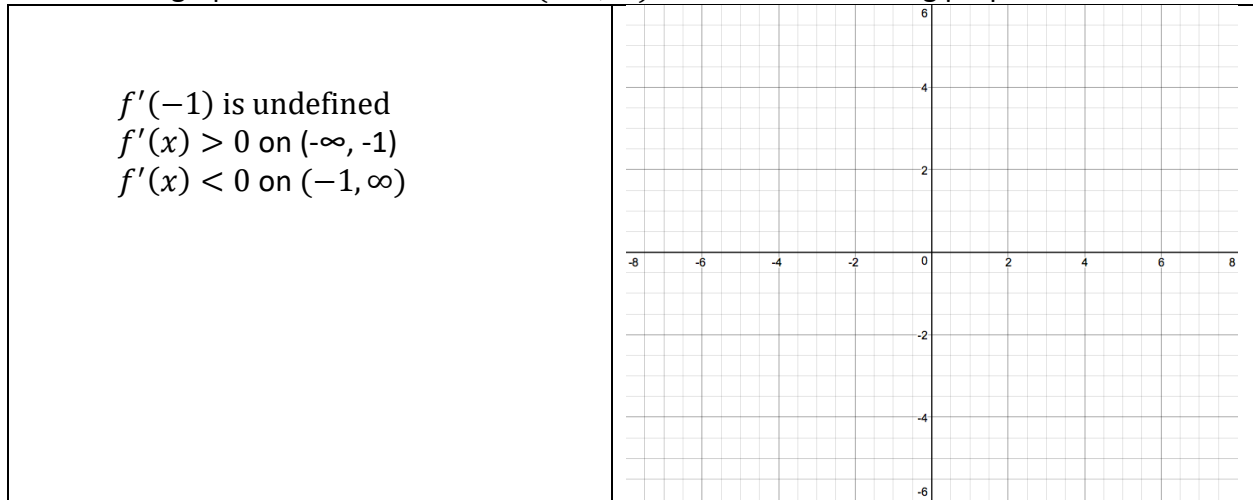 f′(−1) is undefined
f′(x) > 0 on (-∞, -1)
f′(x) < 0 on (−1, ∞)
6
4
2
-8 -6 -4 -2 0 2 4 6 8
-2
-4
-6